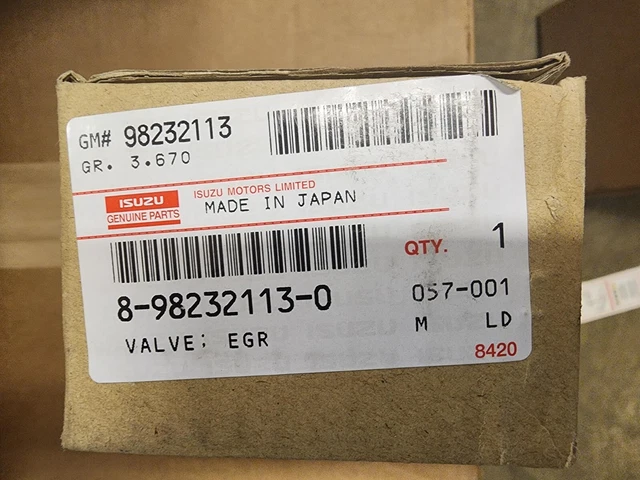 GM# 98232113
GR. 3.670
ISUZU
GENUINE PARTS
ISUZU MOTORS LIMITED
MADE IN JAPAN
QTY. 1
8-98232113-0
057-001
VALVE; EGR
M LD
8420